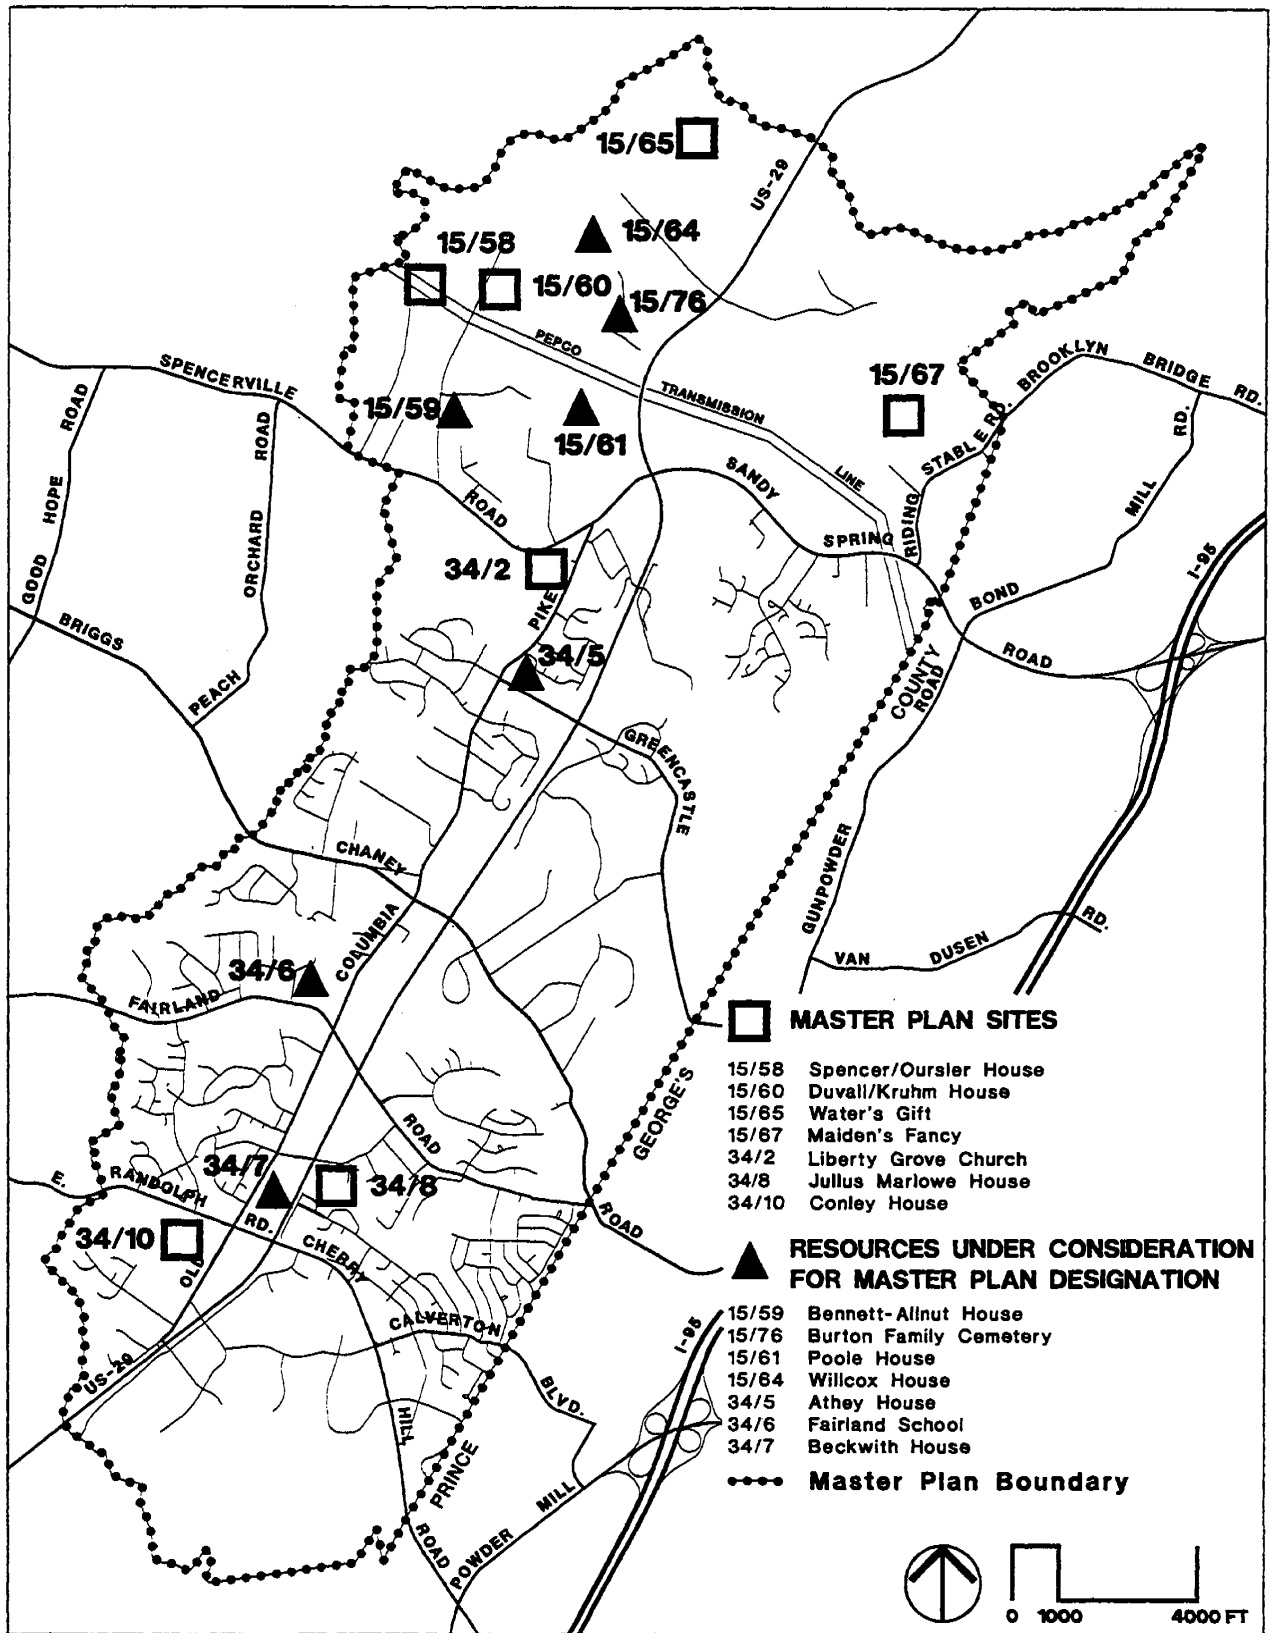 15/65
US-29
15/64
15/58
15/60
15/76
PEPCO
TRANSMISSION
LINE
15/67
BROOKLYN
BRIDGE RD.
SPENCERVILLE
ROAD
15/59
15/61
GOOD HOPE ROAD
PEACH ORCHARD ROAD
RIDING STABLE RD.
MILL RD.
SANDY
SPRING
ROAD
34/2
I-95
BOND
BRIGGS
PIKE
34/5
COUNTY
ROAD
GREENCASTLE
CHANEY
GUNPOWDER
COLUMBIA
VAN DUSEN RD.
34/6
FAIRLAND
ROAD
GEORGE'S
34/7
34/8
E. RANDOLPH
RD.
34/10
OLD
CHERRY
HILL
ROAD
ROAD
CALVERTON
BLVD.
US-29
I-95
PRINCE
POWDER MILL
MASTER PLAN SITES
15/58 Spencer/Oursler House
15/60 Duvall/Kruhm House
15/65 Water's Gift
15/67 Maiden's Fancy
34/2 Liberty Grove Church
34/8 Julius Marlowe House
34/10 Conley House
RESOURCES UNDER CONSIDERATION
FOR MASTER PLAN DESIGNATION
15/59 Bennett-Allnut House
15/76 Burton Family Cemetery
15/61 Poole House
15/64 Willcox House
34/5 Athey House
34/6 Fairland School
34/7 Beckwith House
Master Plan Boundary
0 1000 4000 FT